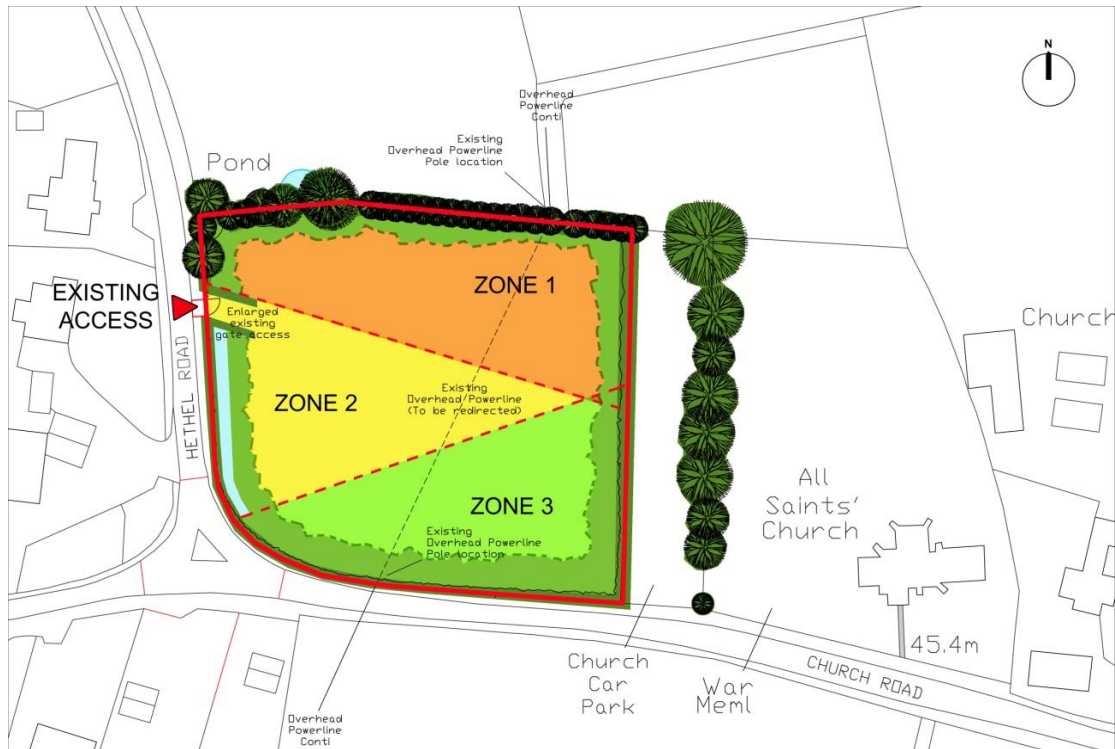 N
Overhead
Powerline
Conti
Existing
Overhead Powerline
Pole location
Pond
ZONE 1
EXISTING
ACCESS
Enlarged
existing
gate access
Church
HETHEL ROAD
Existing
Overhead Powerline
(To be redirected)
ZONE 2
All
Saints'
Church
ZONE 3
Existing
Overhead Powerline
Pole location
45.4m
Church
Car
Park
War
Meml
CHURCH ROAD
Overhead
Powerline
Conti